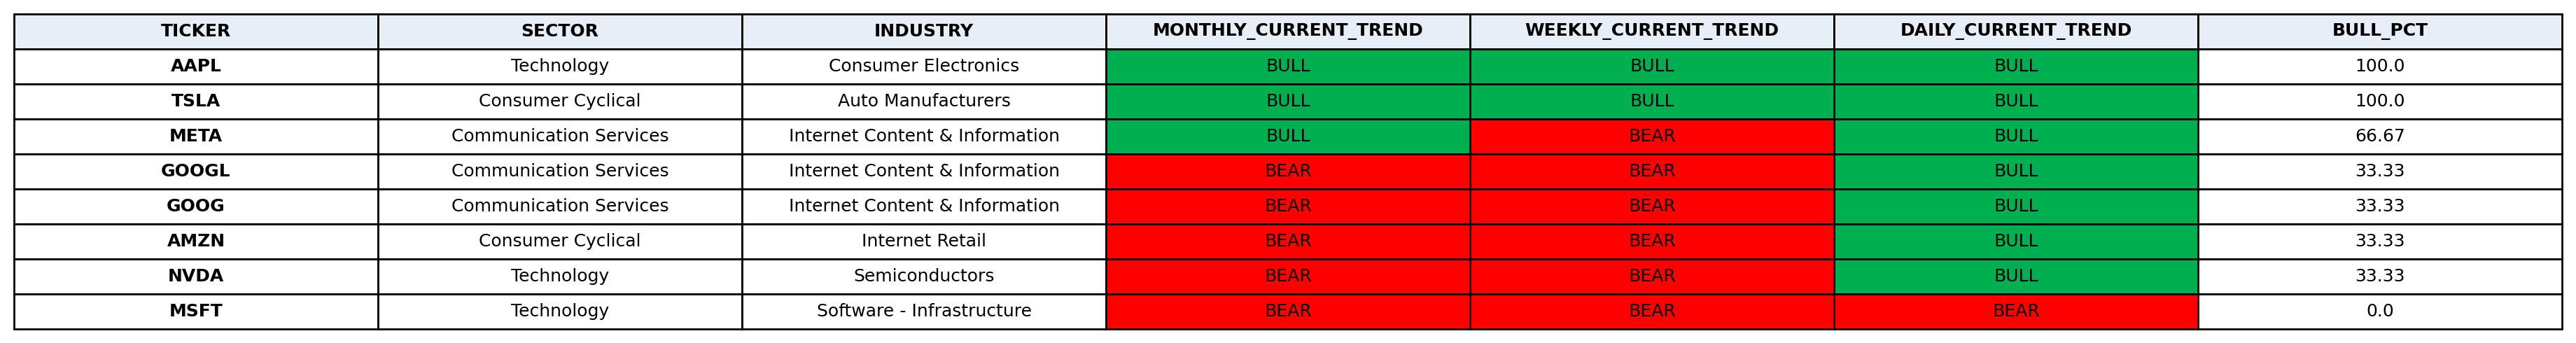 TICKER SECTOR INDUSTRY MONTHLY_CURRENT_TREND WEEKLY_CURRENT_TREND DAILY_CURRENT_TREND BULL_PCT
AAPL Technology Consumer Electronics BULL BULL BULL 100.0
TSLA Consumer Cyclical Auto Manufacturers BULL BULL BULL 100.0
META Communication Services Internet Content & Information BULL BEAR BULL 66.67
GOOGL Communication Services Internet Content & Information BEAR BEAR BULL 33.33
GOOG Communication Services Internet Content & Information BEAR BEAR BULL 33.33
AMZN Consumer Cyclical Internet Retail BEAR BEAR BULL 33.33
NVDA Technology Semiconductors BEAR BEAR BULL 33.33
MSFT Technology Software - Infrastructure BEAR BEAR BEAR 0.0